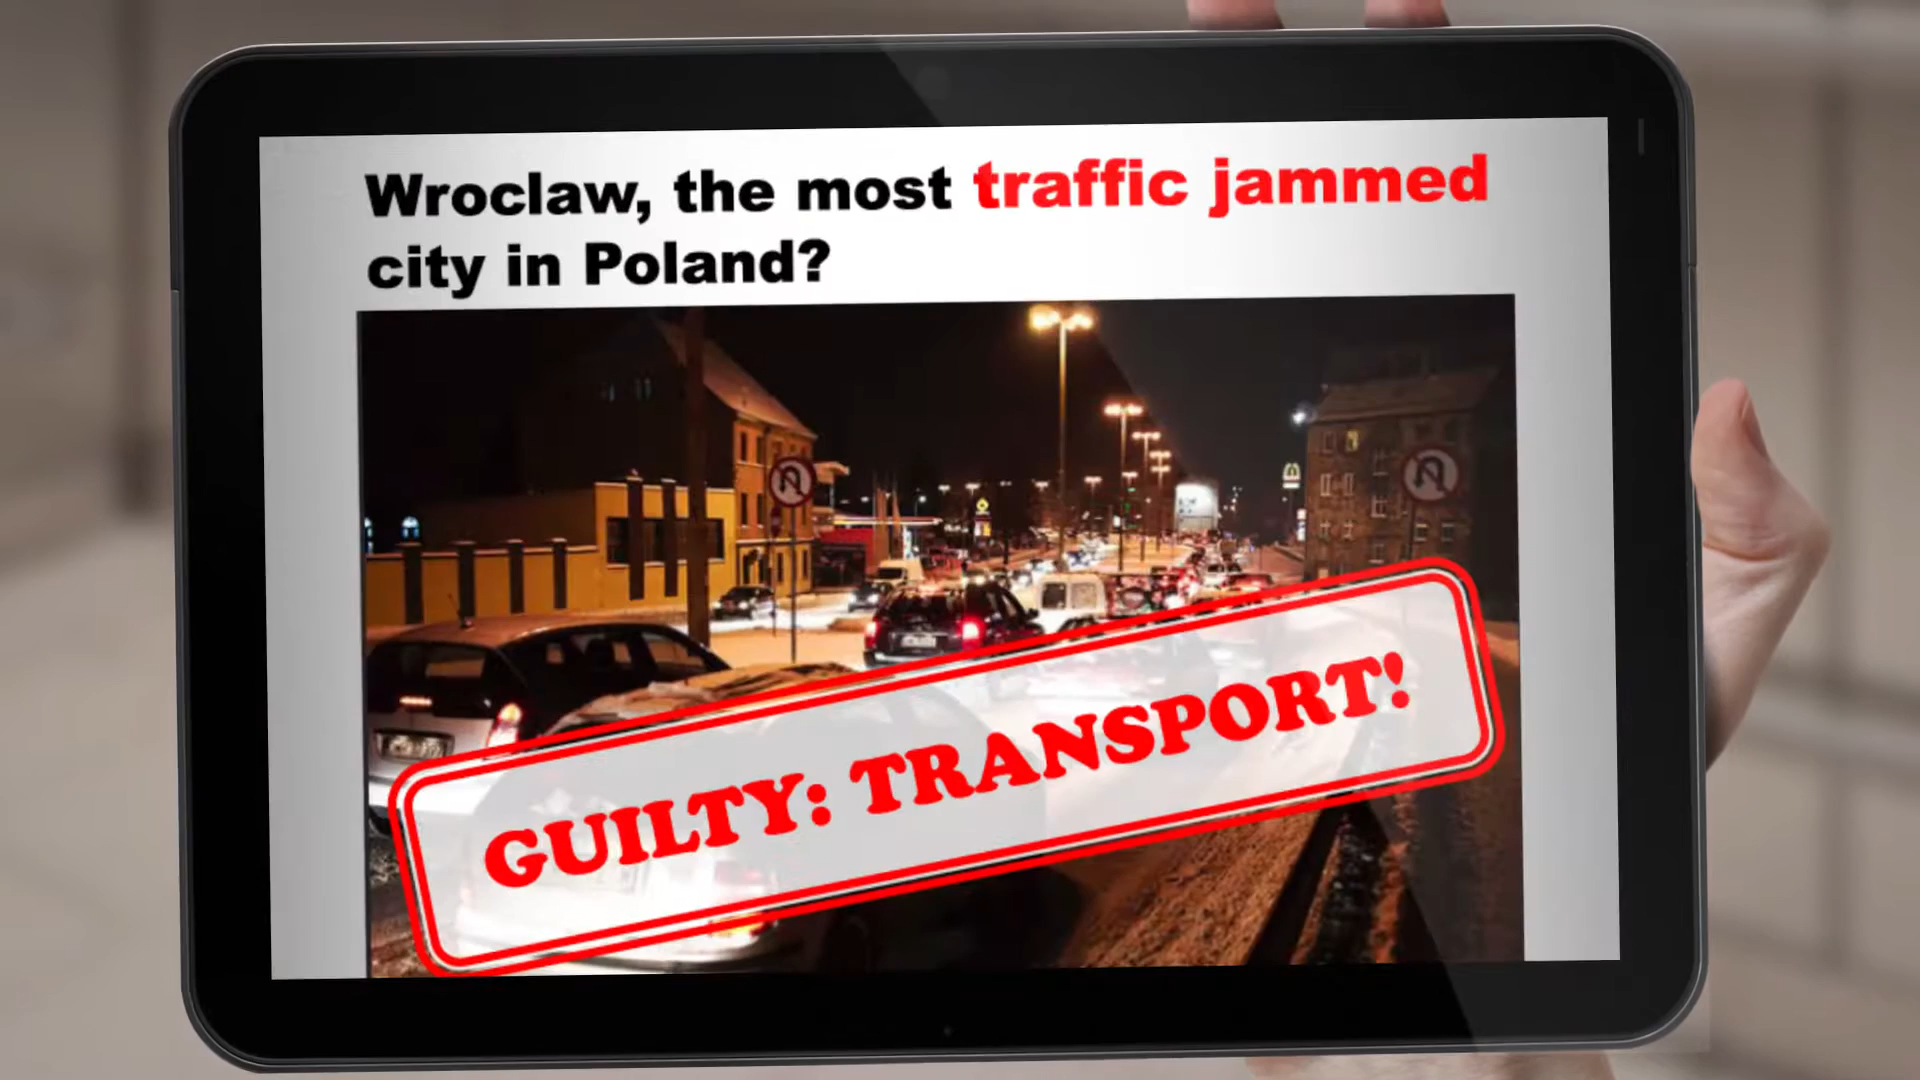 Wroclaw, the most traffic jammed
city in Poland?
GUILTY: TRANSPORT!